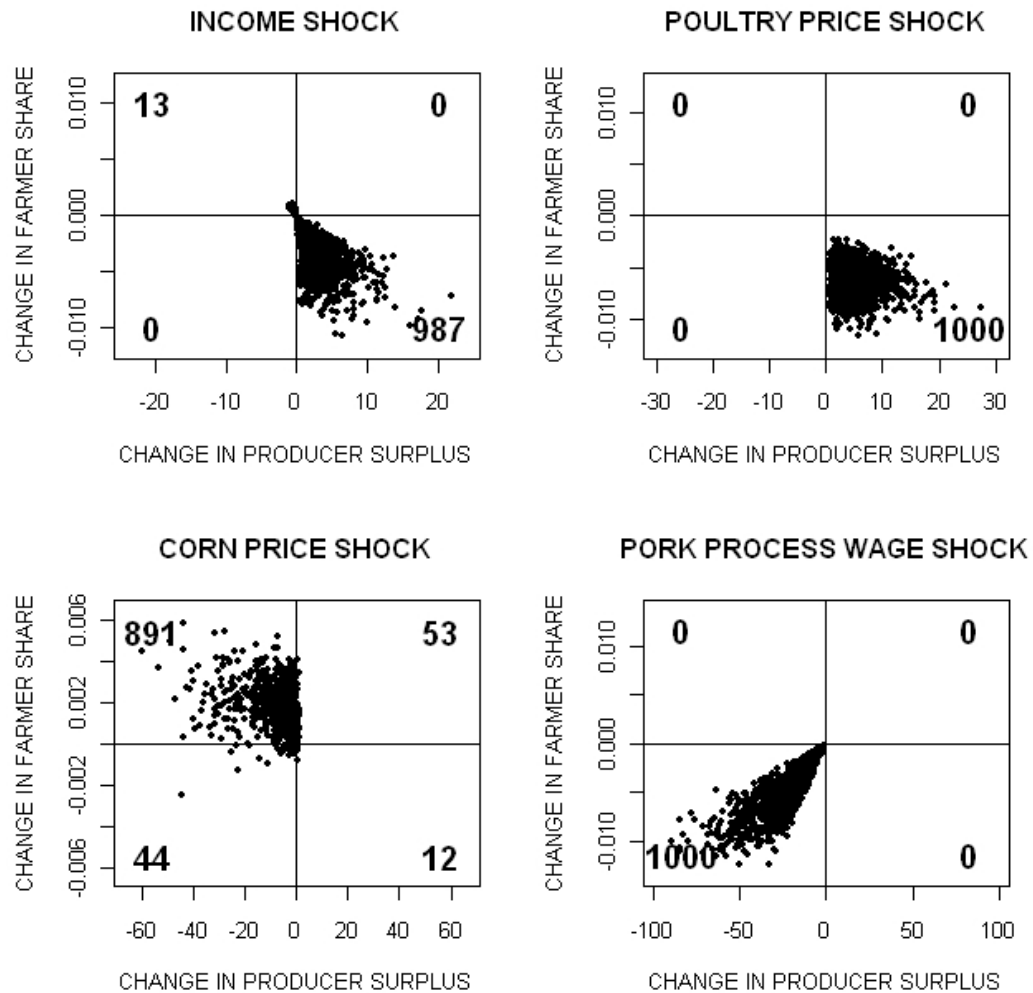 INCOME SHOCK
CHANGE IN FARMER SHARE
0.010
0.000
-0.010
13
0
0
987
-20 -10 0 10 20
CHANGE IN PRODUCER SURPLUS
POULTRY PRICE SHOCK
CHANGE IN FARMER SHARE
0.010
0.000
-0.010
0
0
0
1000
-30 -20 -10 0 10 20 30
CHANGE IN PRODUCER SURPLUS
CORN PRICE SHOCK
CHANGE IN FARMER SHARE
0.006
0.002
-0.002
-0.006
891
53
44
12
-60 -40 -20 0 20 40 60
CHANGE IN PRODUCER SURPLUS
PORK PROCESS WAGE SHOCK
CHANGE IN FARMER SHARE
0.010
0.000
-0.010
0
0
1000
0
-100 -50 0 50 100
CHANGE IN PRODUCER SURPLUS